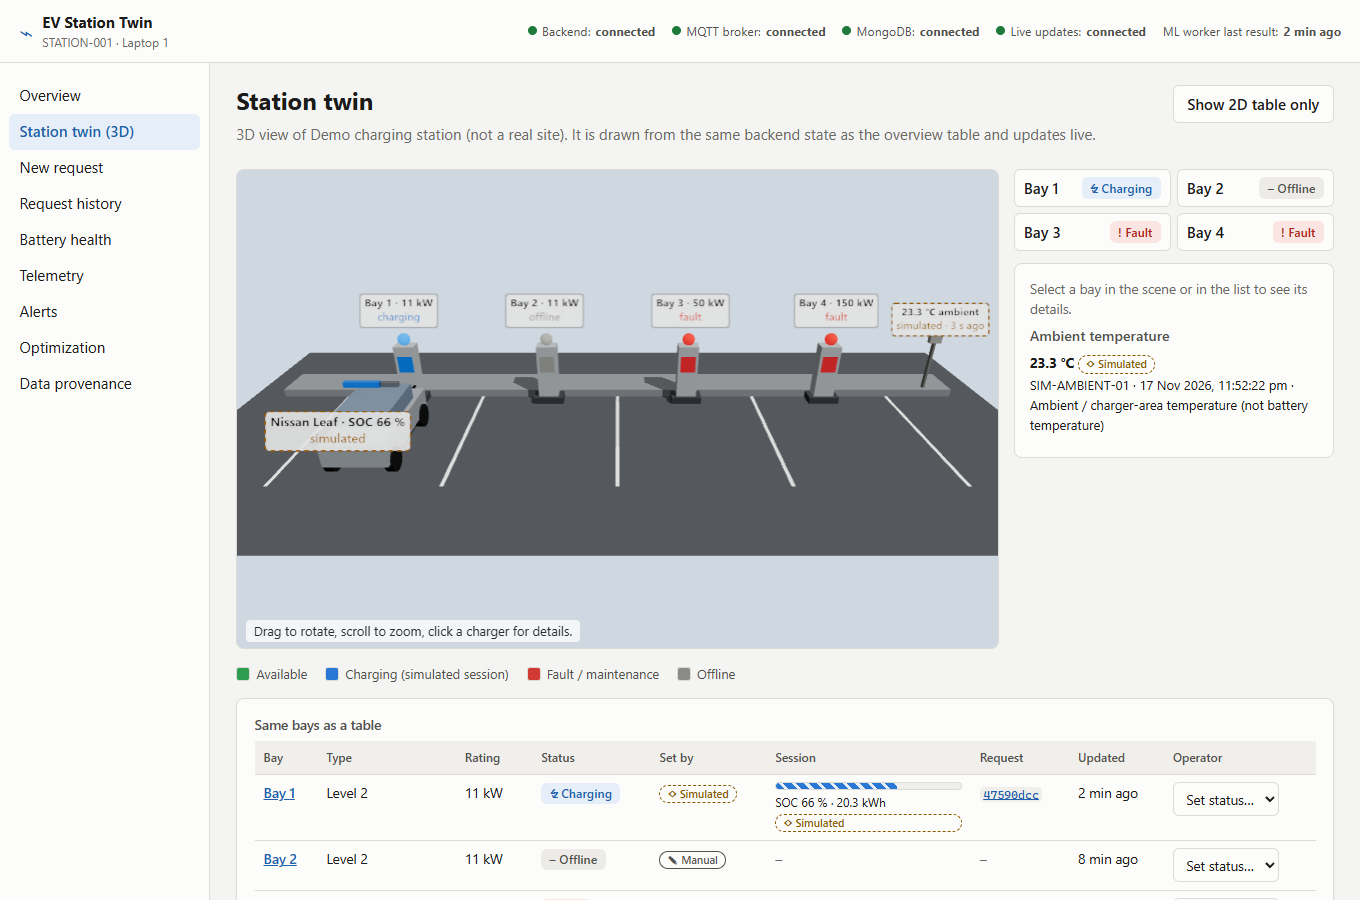 EV Station Twin
STATION-001 · Laptop 1
Backend: connected
MQTT broker: connected
MongoDB: connected
Live updates: connected
ML worker last result: 2 min ago
Overview
Station twin (3D)
New request
Request history
Battery health
Telemetry
Alerts
Optimization
Data provenance
Station twin
3D view of Demo charging station (not a real site). It is drawn from the same backend state as the overview table and updates live.
Show 2D table only
Bay 1 · 11 kW
charging
Bay 2 · 11 kW
offline
Bay 3 · 50 kW
fault
Bay 4 · 150 kW
fault
23.3 °C ambient
simulated · 3 s ago
Nissan Leaf · SOC 66 %
simulated
Drag to rotate, scroll to zoom, click a charger for details.
Available
Charging (simulated session)
Fault / maintenance
Offline
Bay 1 Charging
Bay 2 – Offline
Bay 3 ! Fault
Bay 4 ! Fault
Select a bay in the scene or in the list to see its
details.
Ambient temperature
23.3 °C Simulated
SIM-AMBIENT-01 · 17 Nov 2026, 11:52:22 pm ·
Ambient / charger-area temperature (not battery
temperature)
Same bays as a table
Bay Type Rating Status Set by Session Request Updated Operator
Bay 1 Level 2 11 kW Charging Simulated SOC 66 % · 20.3 kWh 47590dcc 2 min ago Set status...
Simulated
Bay 2 Level 2 11 kW – Offline Manual – – 8 min ago Set status...